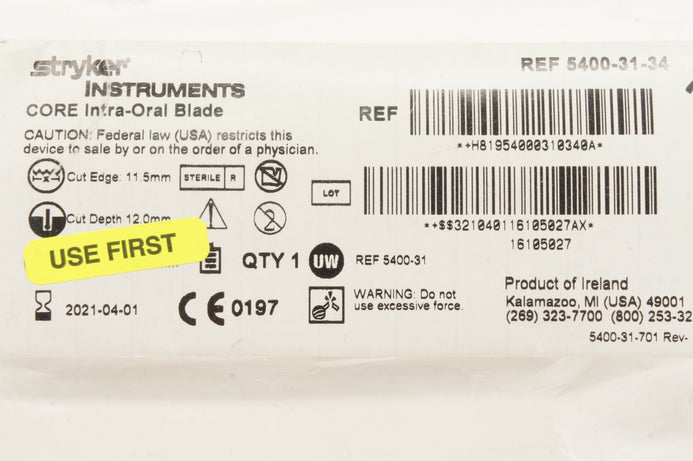 stryker
INSTRUMENTS
REF 5400-31-34
CORE Intra-Oral Blade
REF
*+H81954000310340A*
CAUTION: Federal law (USA) restricts this
device to sale by or on the order of a physician.
Cut Edge: 11.5mm
STERILE R
LOT
*+$$321040116105027AX*
16105027
Cut Depth 12.0mm
2
USE FIRST
QTY 1
UW
REF 5400-31
2021-04-01
CE 0197
WARNING: Do not
use excessive force.
Product of Ireland
Kalamazoo, MI (USA) 49001
(269) 323-7700 (800) 253-32
5400-31-701 Rev-